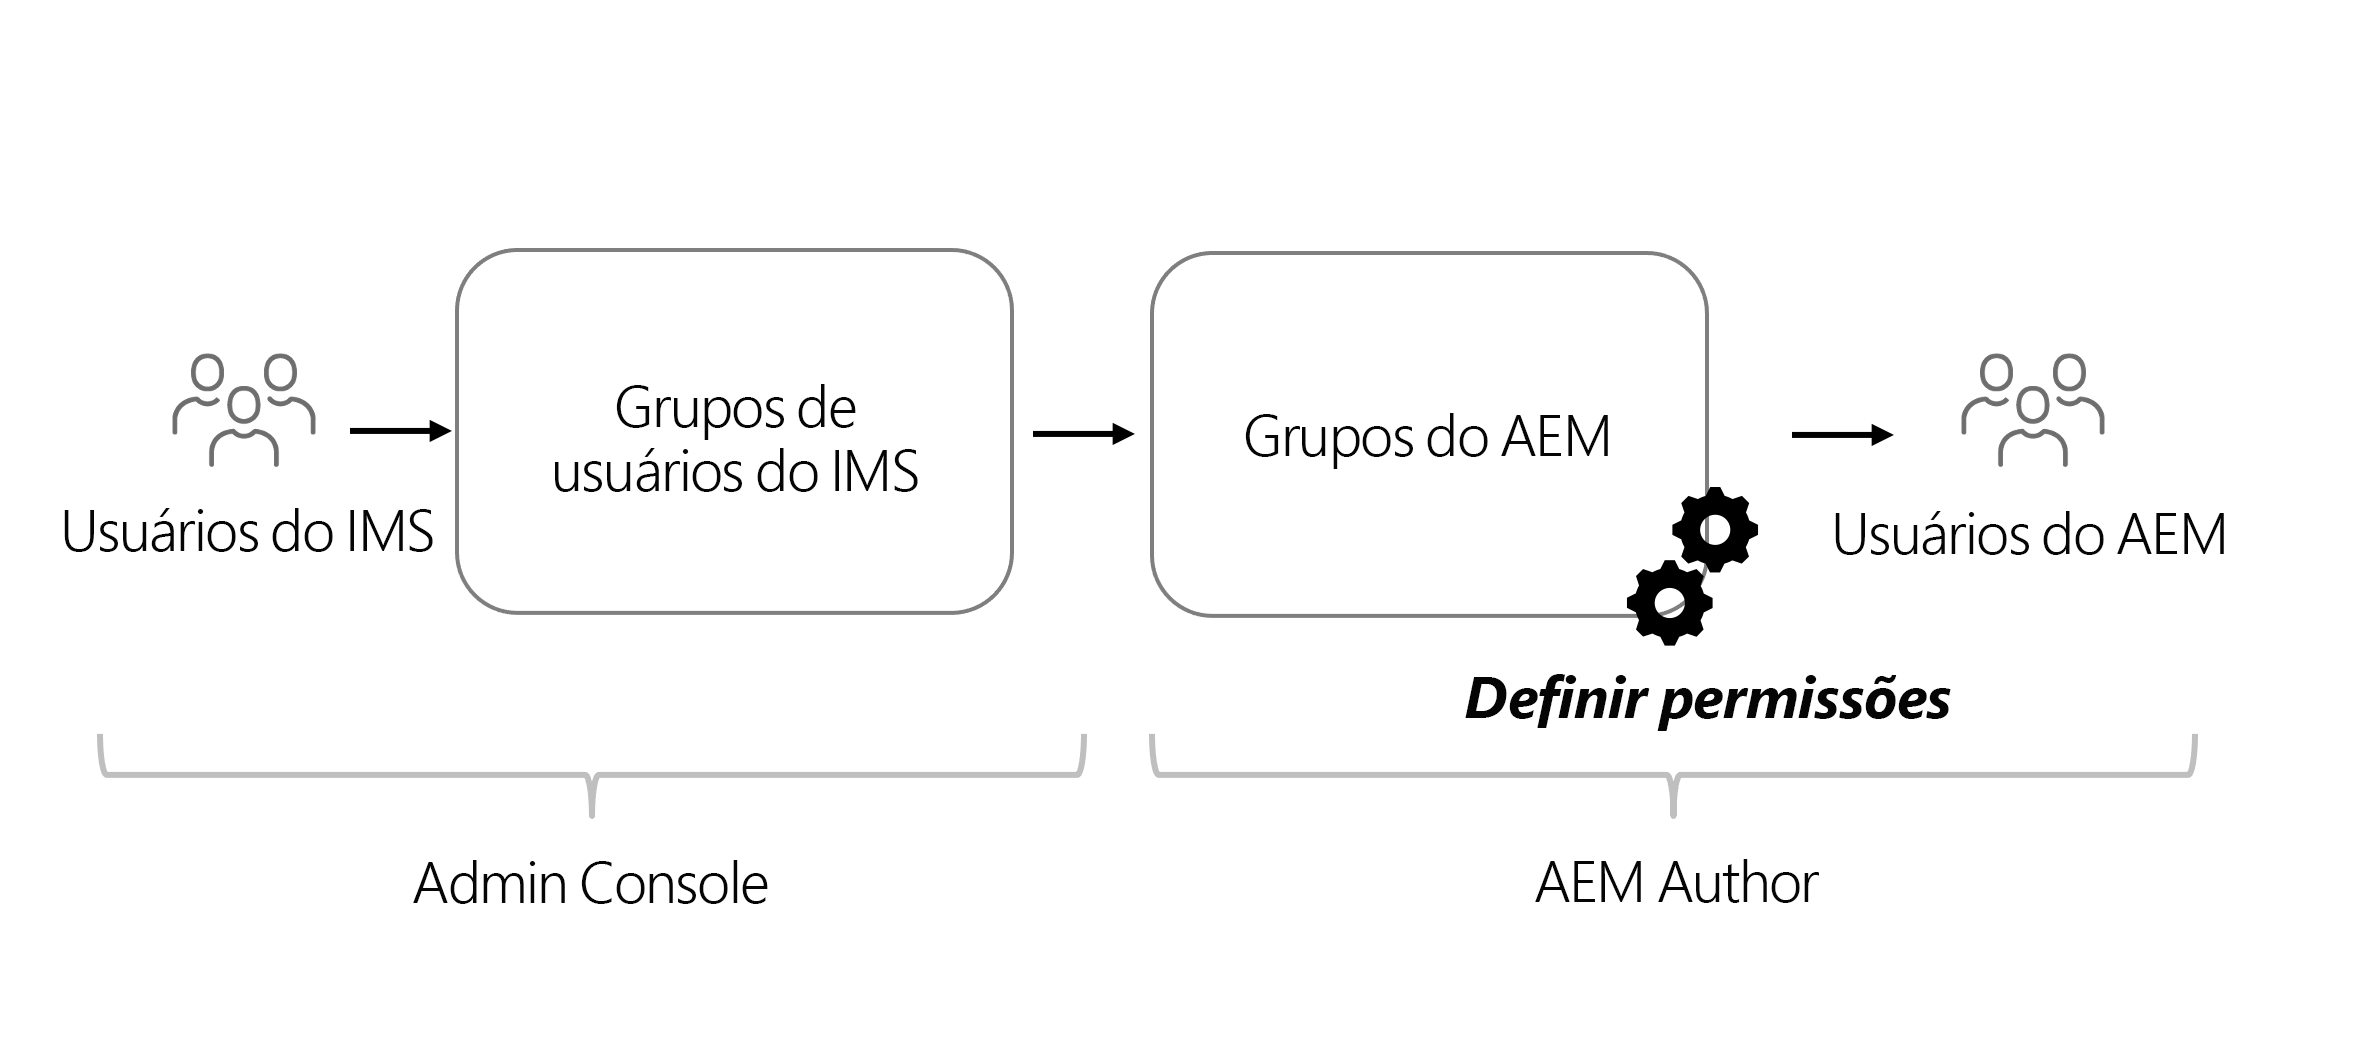 Usuários do IMS
Grupos de
usuários do IMS
Grupos do AEM
Usuários do AEM
Definir permissões
Admin Console
AEM Author